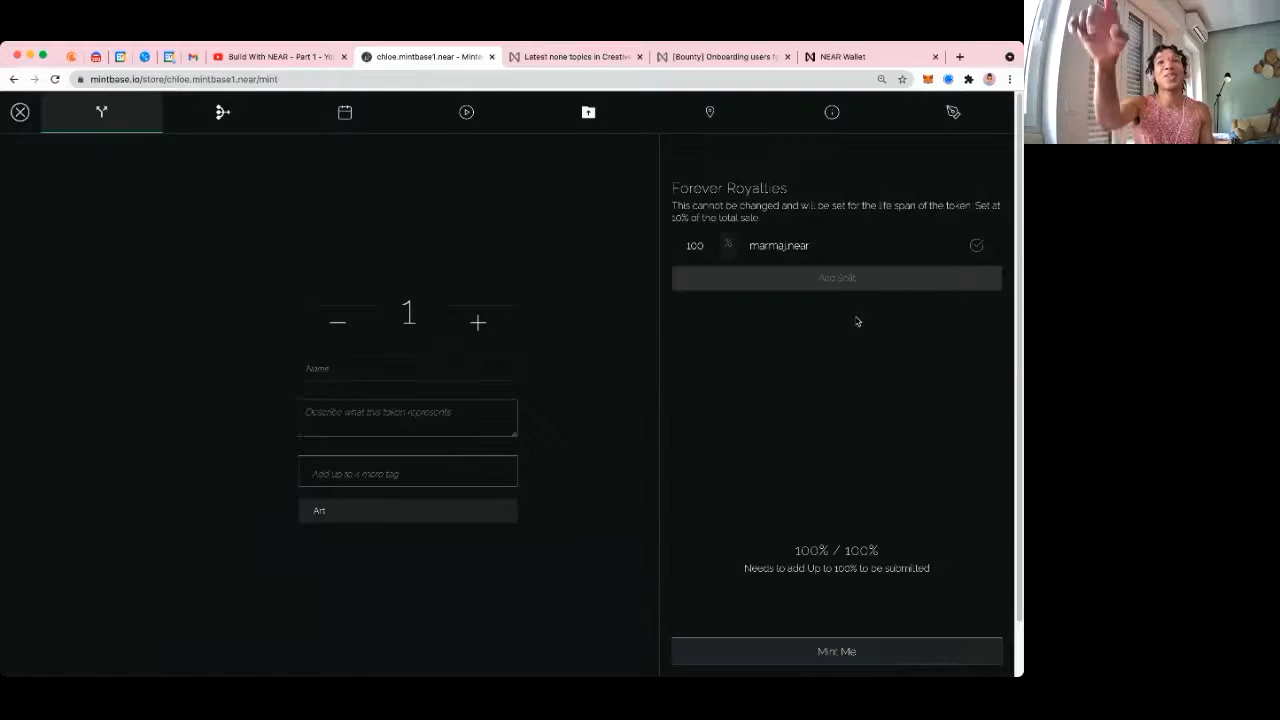 Build With NEAR - Part 1 - Yo
chloe.mintbase1.near - Minte
Latest none topics in Creative
[Bounty] Onboarding users f
NEAR Wallet
mintbase.io/store/chloe.mintbase1.near/mint
Forever Royalties
This cannot be changed and will be set for the life span of the token. Set at
10% of the total sale.
100 % marmaj.near
Add Split
1
Name
Describe what this token represents
Add up to 4 more tag
Art
100% / 100%
Needs to add Up to 100% to be submitted
Mint Me